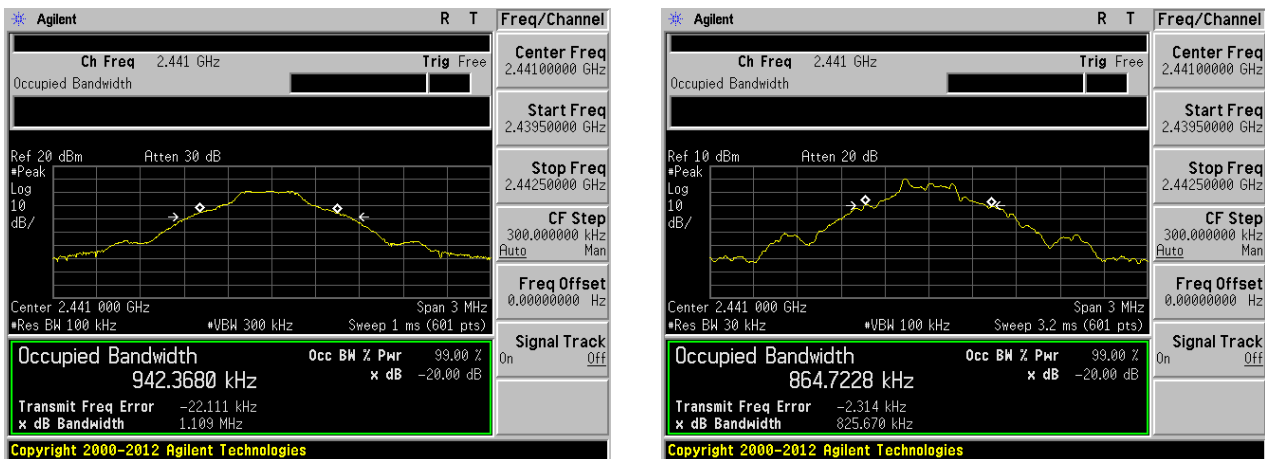 Agilent R T Freq/Channel
Ch Freq 2.441 GHz Trig Free
Occupied Bandwidth
Center Freq
2.44100000 GHz
Start Freq
2.43950000 GHz
Stop Freq
2.44250000 GHz
CF Step
300.000000 kHz
Auto Man
Freq Offset
0.00000000 Hz
Signal Track
On Off
Ref 20 dBm Atten 30 dB
#Peak
Log
10
dB/
Center 2.441 000 GHz Span 3 MHz
#Res BW 100 kHz #VBW 300 kHz Sweep 1 ms (601 pts)
Occupied Bandwidth Occ BW % Pwr 99.00 %
942.3680 kHz x dB -20.00 dB
Transmit Freq Error -22.111 kHz
x dB Bandwidth 1.109 MHz
Copyright 2000-2012 Agilent Technologies
Agilent R T Freq/Channel
Ch Freq 2.441 GHz Trig Free
Occupied Bandwidth
Center Freq
2.44100000 GHz
Start Freq
2.43950000 GHz
Stop Freq
2.44250000 GHz
CF Step
300.000000 kHz
Auto Man
Freq Offset
0.00000000 Hz
Signal Track
On Off
Ref 10 dBm Atten 20 dB
#Peak
Log
10
dB/
Center 2.441 000 GHz Span 3 MHz
#Res BW 30 kHz #VBW 100 kHz Sweep 3.2 ms (601 pts)
Occupied Bandwidth Occ BW % Pwr 99.00 %
864.7228 kHz x dB -20.00 dB
Transmit Freq Error -2.314 kHz
x dB Bandwidth 825.670 kHz
Copyright 2000-2012 Agilent Technologies